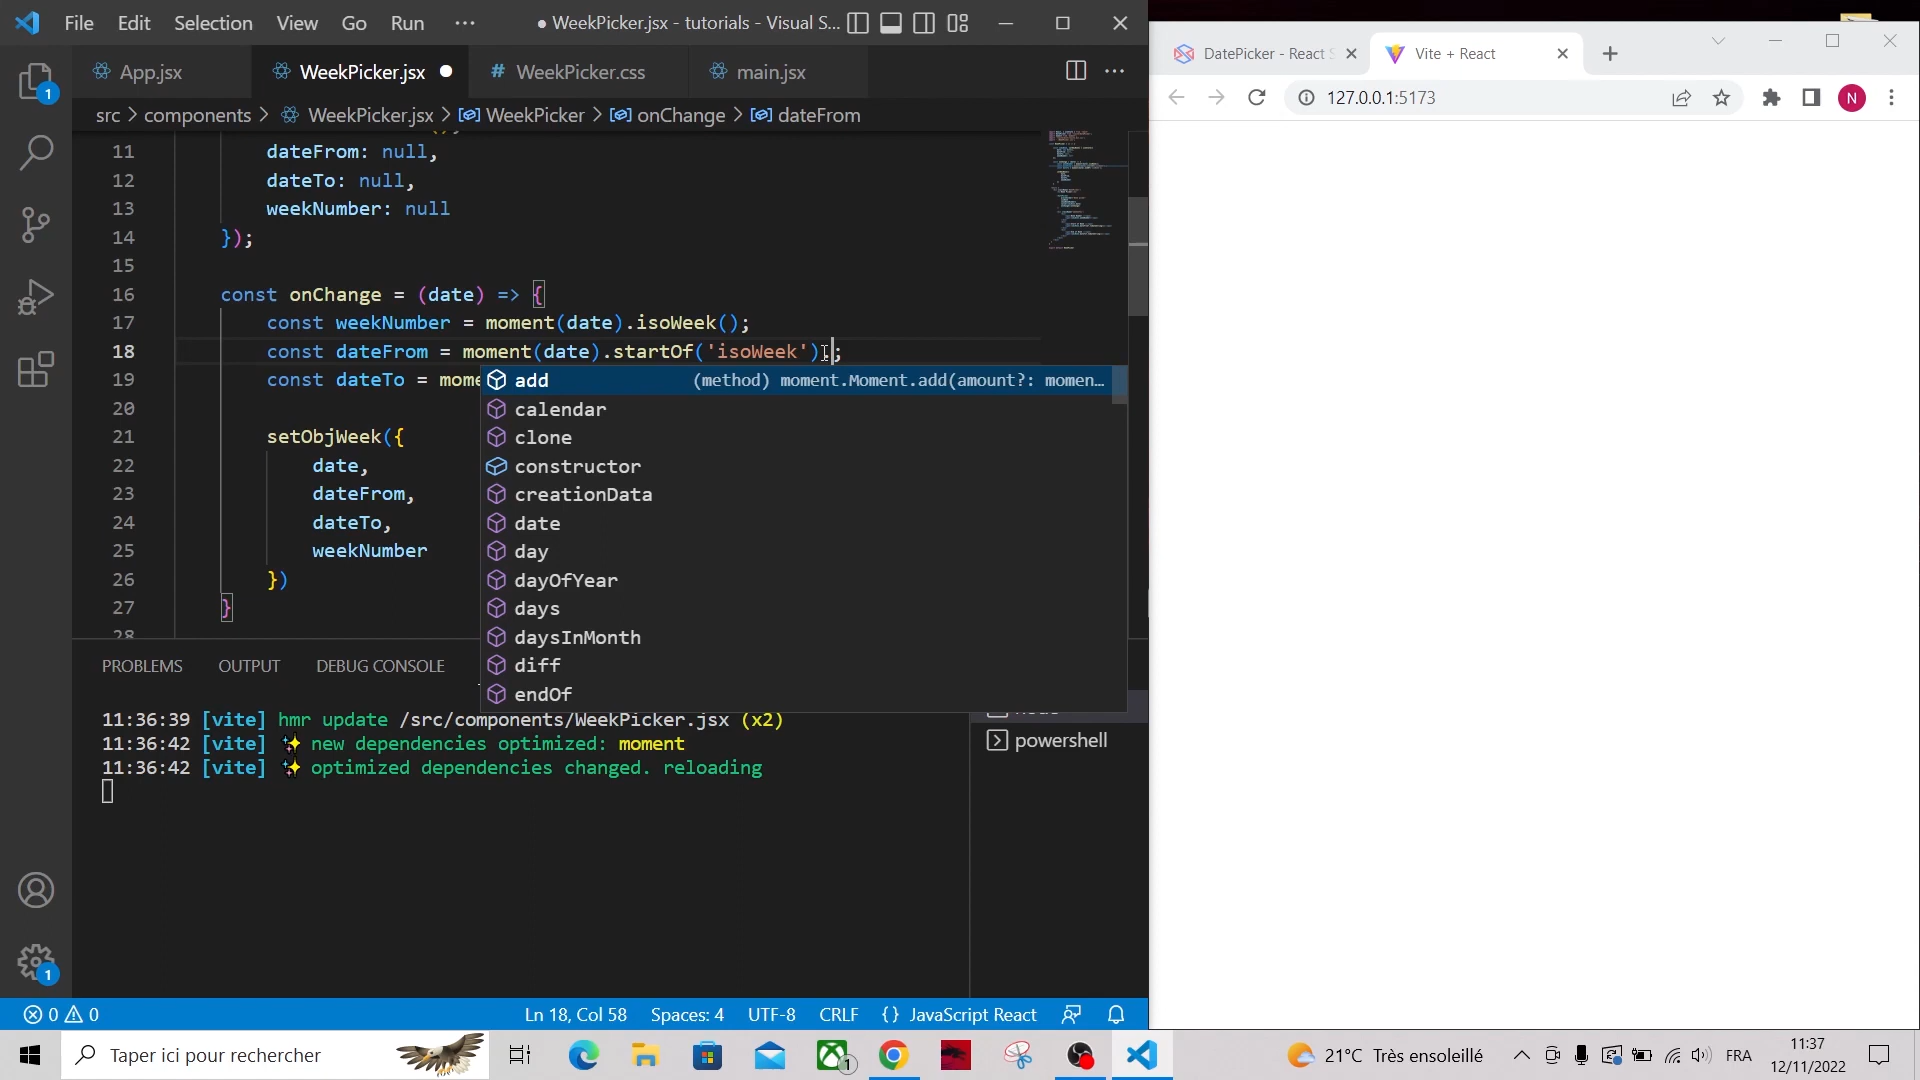 File Edit Selection View Go Run ··· ● WeekPicker.jsx - tutorials - Visual S...
App.jsx WeekPicker.jsx ● # WeekPicker.css main.jsx
src > components > WeekPicker.jsx > WeekPicker > onChange > dateFrom
11 dateFrom: null,
12 dateTo: null,
13 weekNumber: null
14 });
15
16 const onChange = (date) => {
17 const weekNumber = moment(date).isoWeek();
18 const dateFrom = moment(date).startOf('isoWeek').;
19 const dateTo = mome
20
21 setObjWeek({
22 date,
23 dateFrom,
24 dateTo,
25 weekNumber
26 })
27 }
28
add (method) moment.Moment.add(amount?: momen...
calendar
clone
constructor
creationData
date
day
dayOfYear
days
daysInMonth
diff
endOf
PROBLEMS OUTPUT DEBUG CONSOLE
11:36:39 [vite] hmr update /src/components/WeekPicker.jsx (x2)
11:36:42 [vite] ✨ new dependencies optimized: moment
11:36:42 [vite] ✨ optimized dependencies changed. reloading
powershell
1
1
0 0 Ln 18, Col 58 Spaces: 4 UTF-8 CRLF {} JavaScript React
DatePicker - React S Vite + React
127.0.0.1:5173 N
Taper ici pour rechercher 1 21°C Très ensoleillé FRA 11:37
12/11/2022